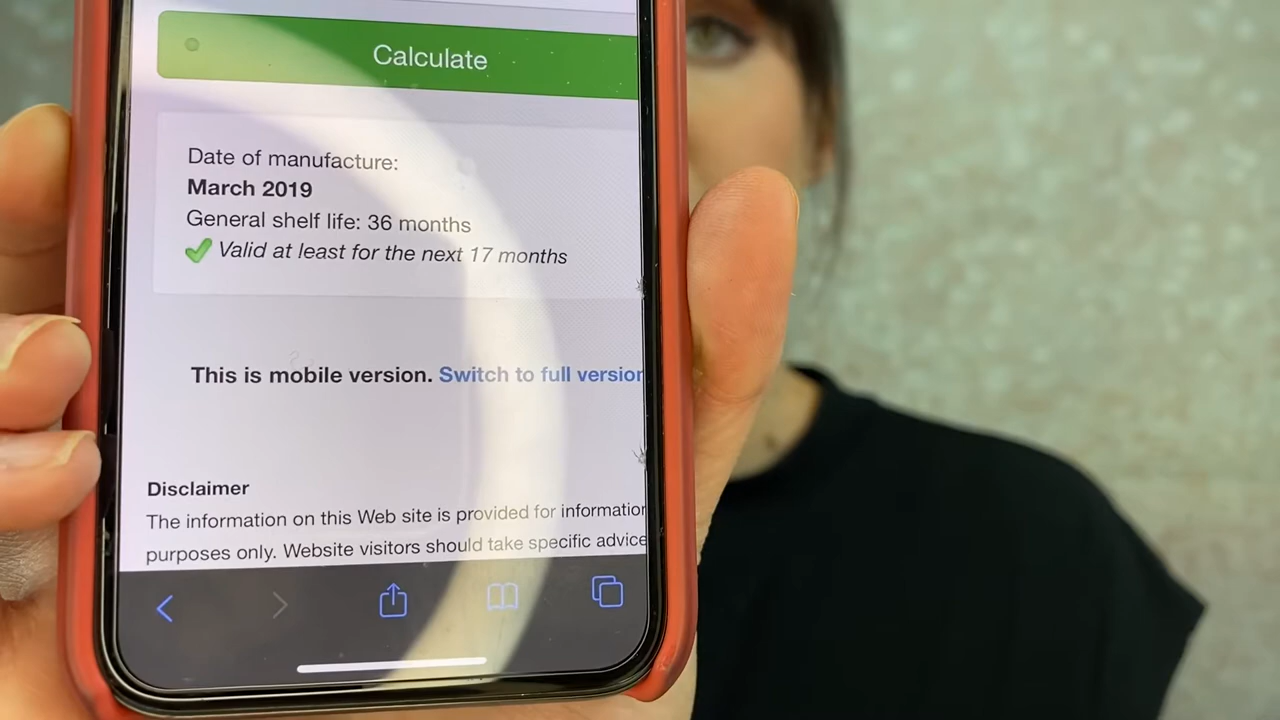 Calculate
Date of manufacture:
March 2019
General shelf life: 36 months
Valid at least for the next 17 months
This is mobile version. Switch to full version
Disclaimer
The information on this Web site is provided for information
purposes only. Website visitors should take specific advice